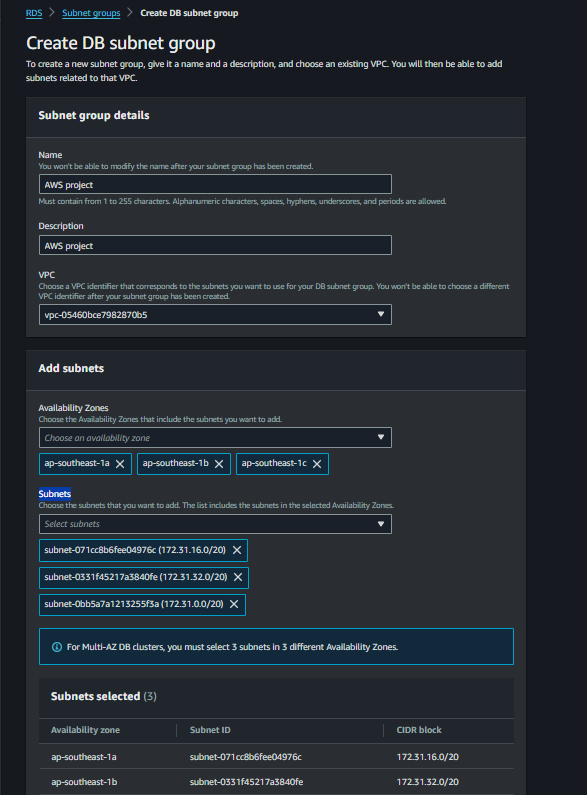 RDS > Subnet groups > Create DB subnet group
Create DB subnet group
To create a new subnet group, give it a name and a description, and choose an existing VPC. You will then be able to add
subnets related to that VPC.
Subnet group details
Name
You won't be able to modify the name after your subnet group has been created.
AWS project
Must contain from 1 to 255 characters. Alphanumeric characters, spaces, hyphens, underscores, and periods are allowed.
Description
AWS project
VPC
Choose a VPC identifier that corresponds to the subnets you want to use for your DB subnet group. You won't be able to choose a different
VPC identifier after your subnet group has been created.
vpc-05460bce7982870b5
Add subnets
Availability Zones
Choose the Availability Zones that include the subnets you want to add.
Choose an availability zone
ap-southeast-1a ap-southeast-1b ap-southeast-1c
Subnets
Choose the subnets that you want to add. The list includes the subnets in the selected Availability Zones.
Select subnets
subnet-071cc8b6fee04976c (172.31.16.0/20)
subnet-0331f45217a3840fe (172.31.32.0/20)
subnet-0bb5a7a1213255f3a (172.31.0.0/20)
For Multi-AZ DB clusters, you must select 3 subnets in 3 different Availability Zones.
Subnets selected (3)
Availability zone Subnet ID CIDR block
ap-southeast-1a subnet-071cc8b6fee04976c 172.31.16.0/20
ap-southeast-1b subnet-0331f45217a3840fe 172.31.32.0/20